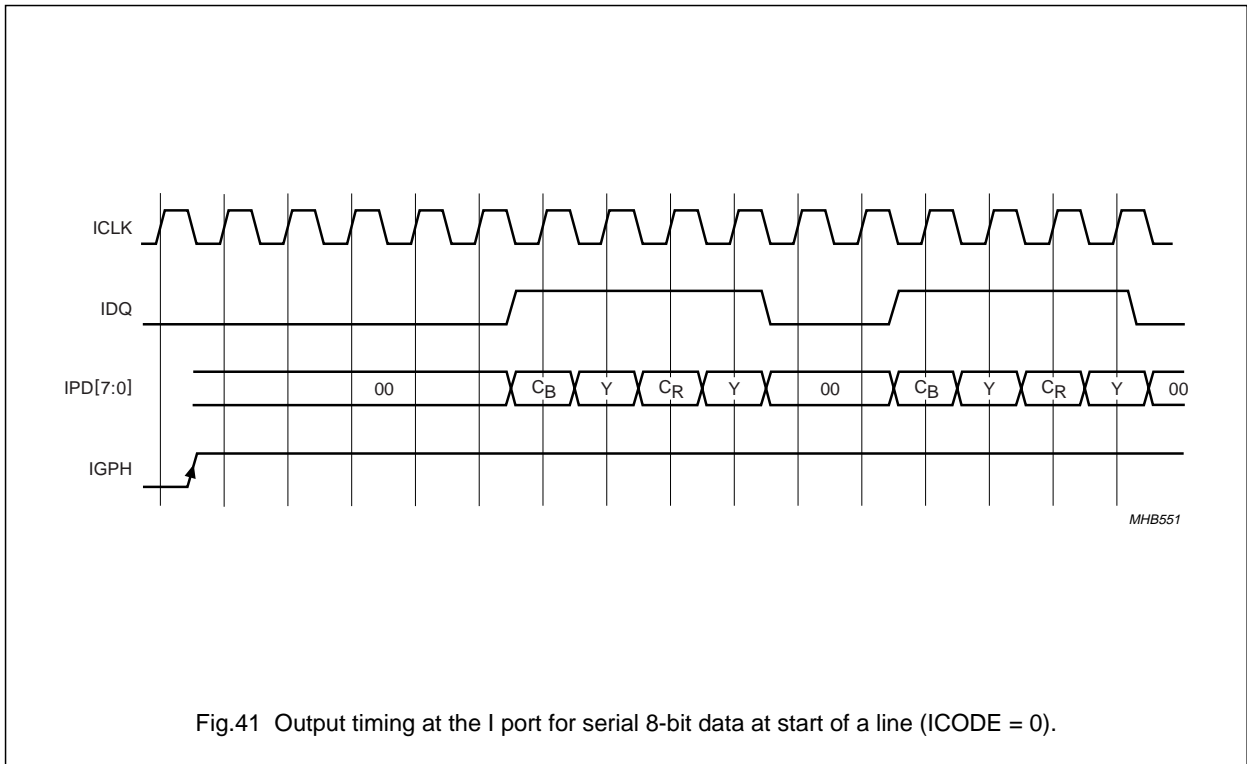 ICLK
IDQ
IPD[7:0] 00 CB Y CR Y 00 CB Y CR Y 00
IGPH
MHB551
Fig.41 Output timing at the I port for serial 8-bit data at start of a line (ICODE = 0).